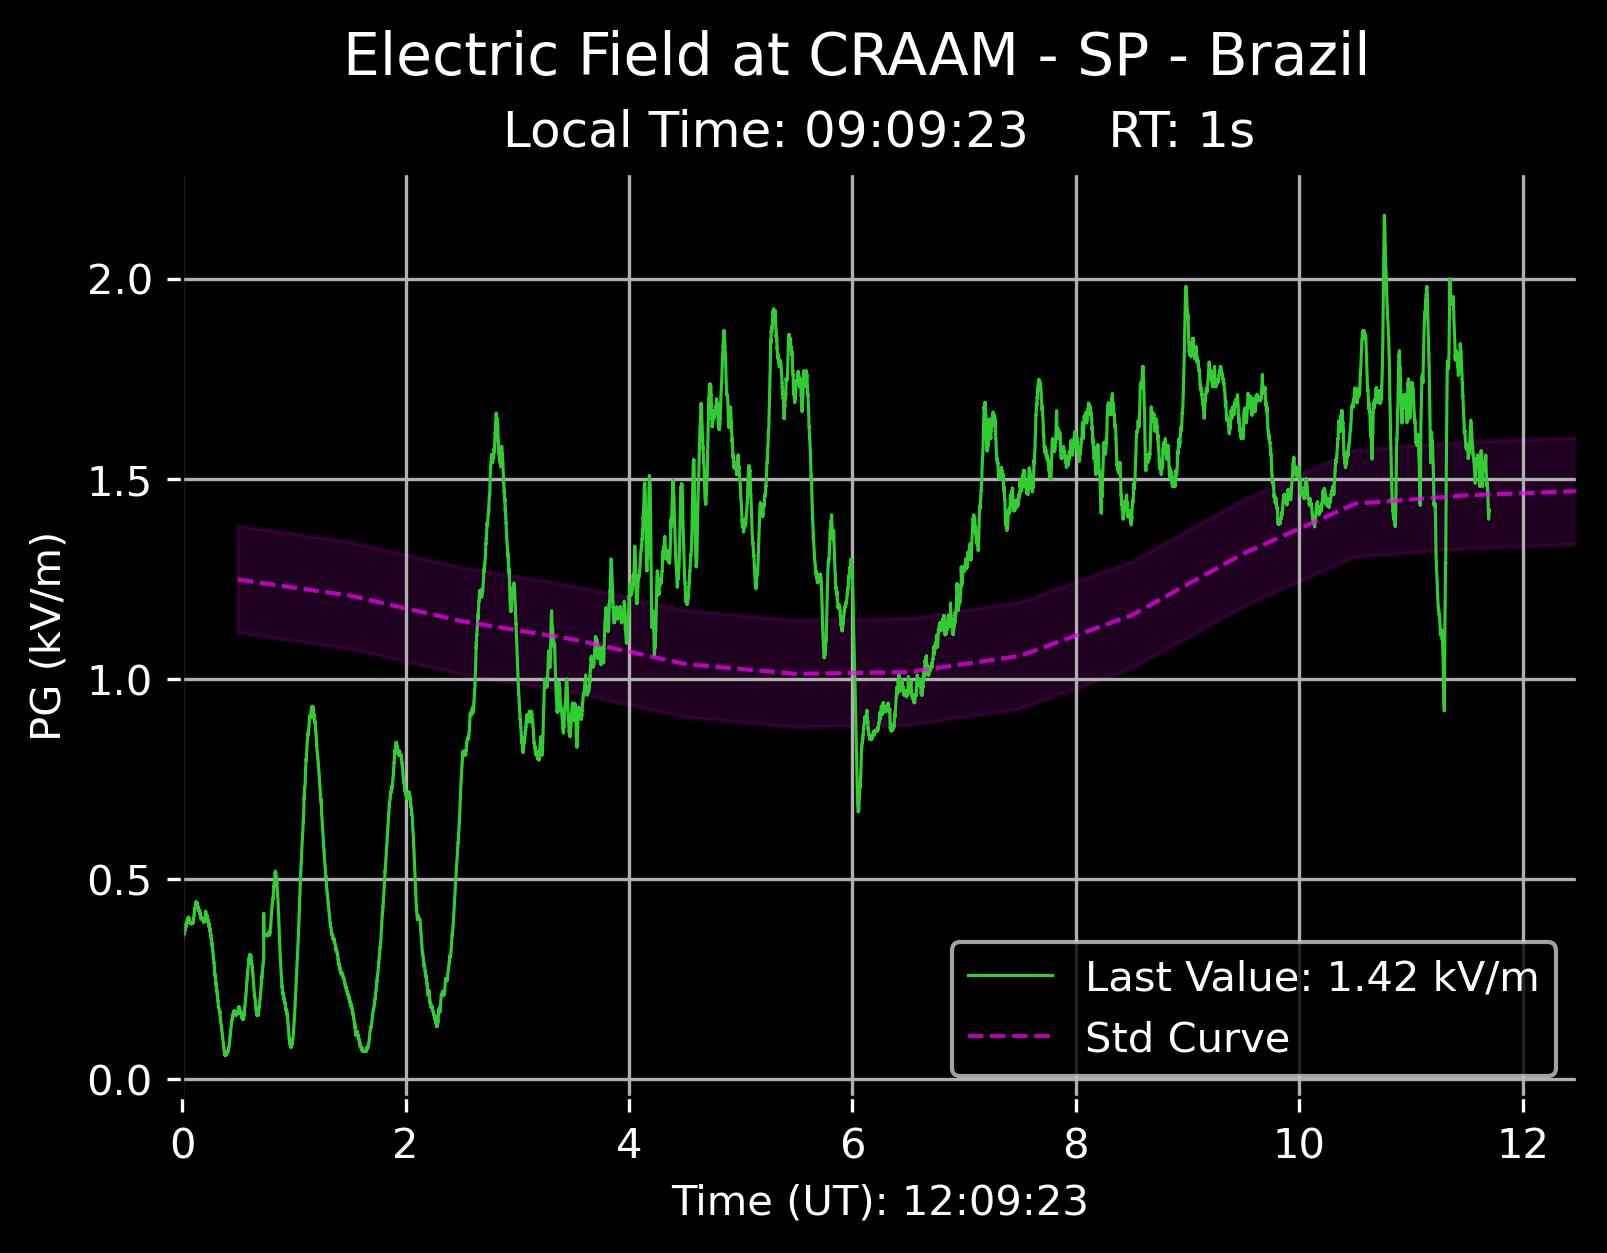 Electric Field at CRAAM - SP - Brazil
Local Time: 09:09:23 RT: 1s
PG (kV/m)
2.0
1.5
1.0
0.5
0.0
0 2 4 6 8 10 12
Last Value: 1.42 kV/m
Std Curve
Time (UT): 12:09:23